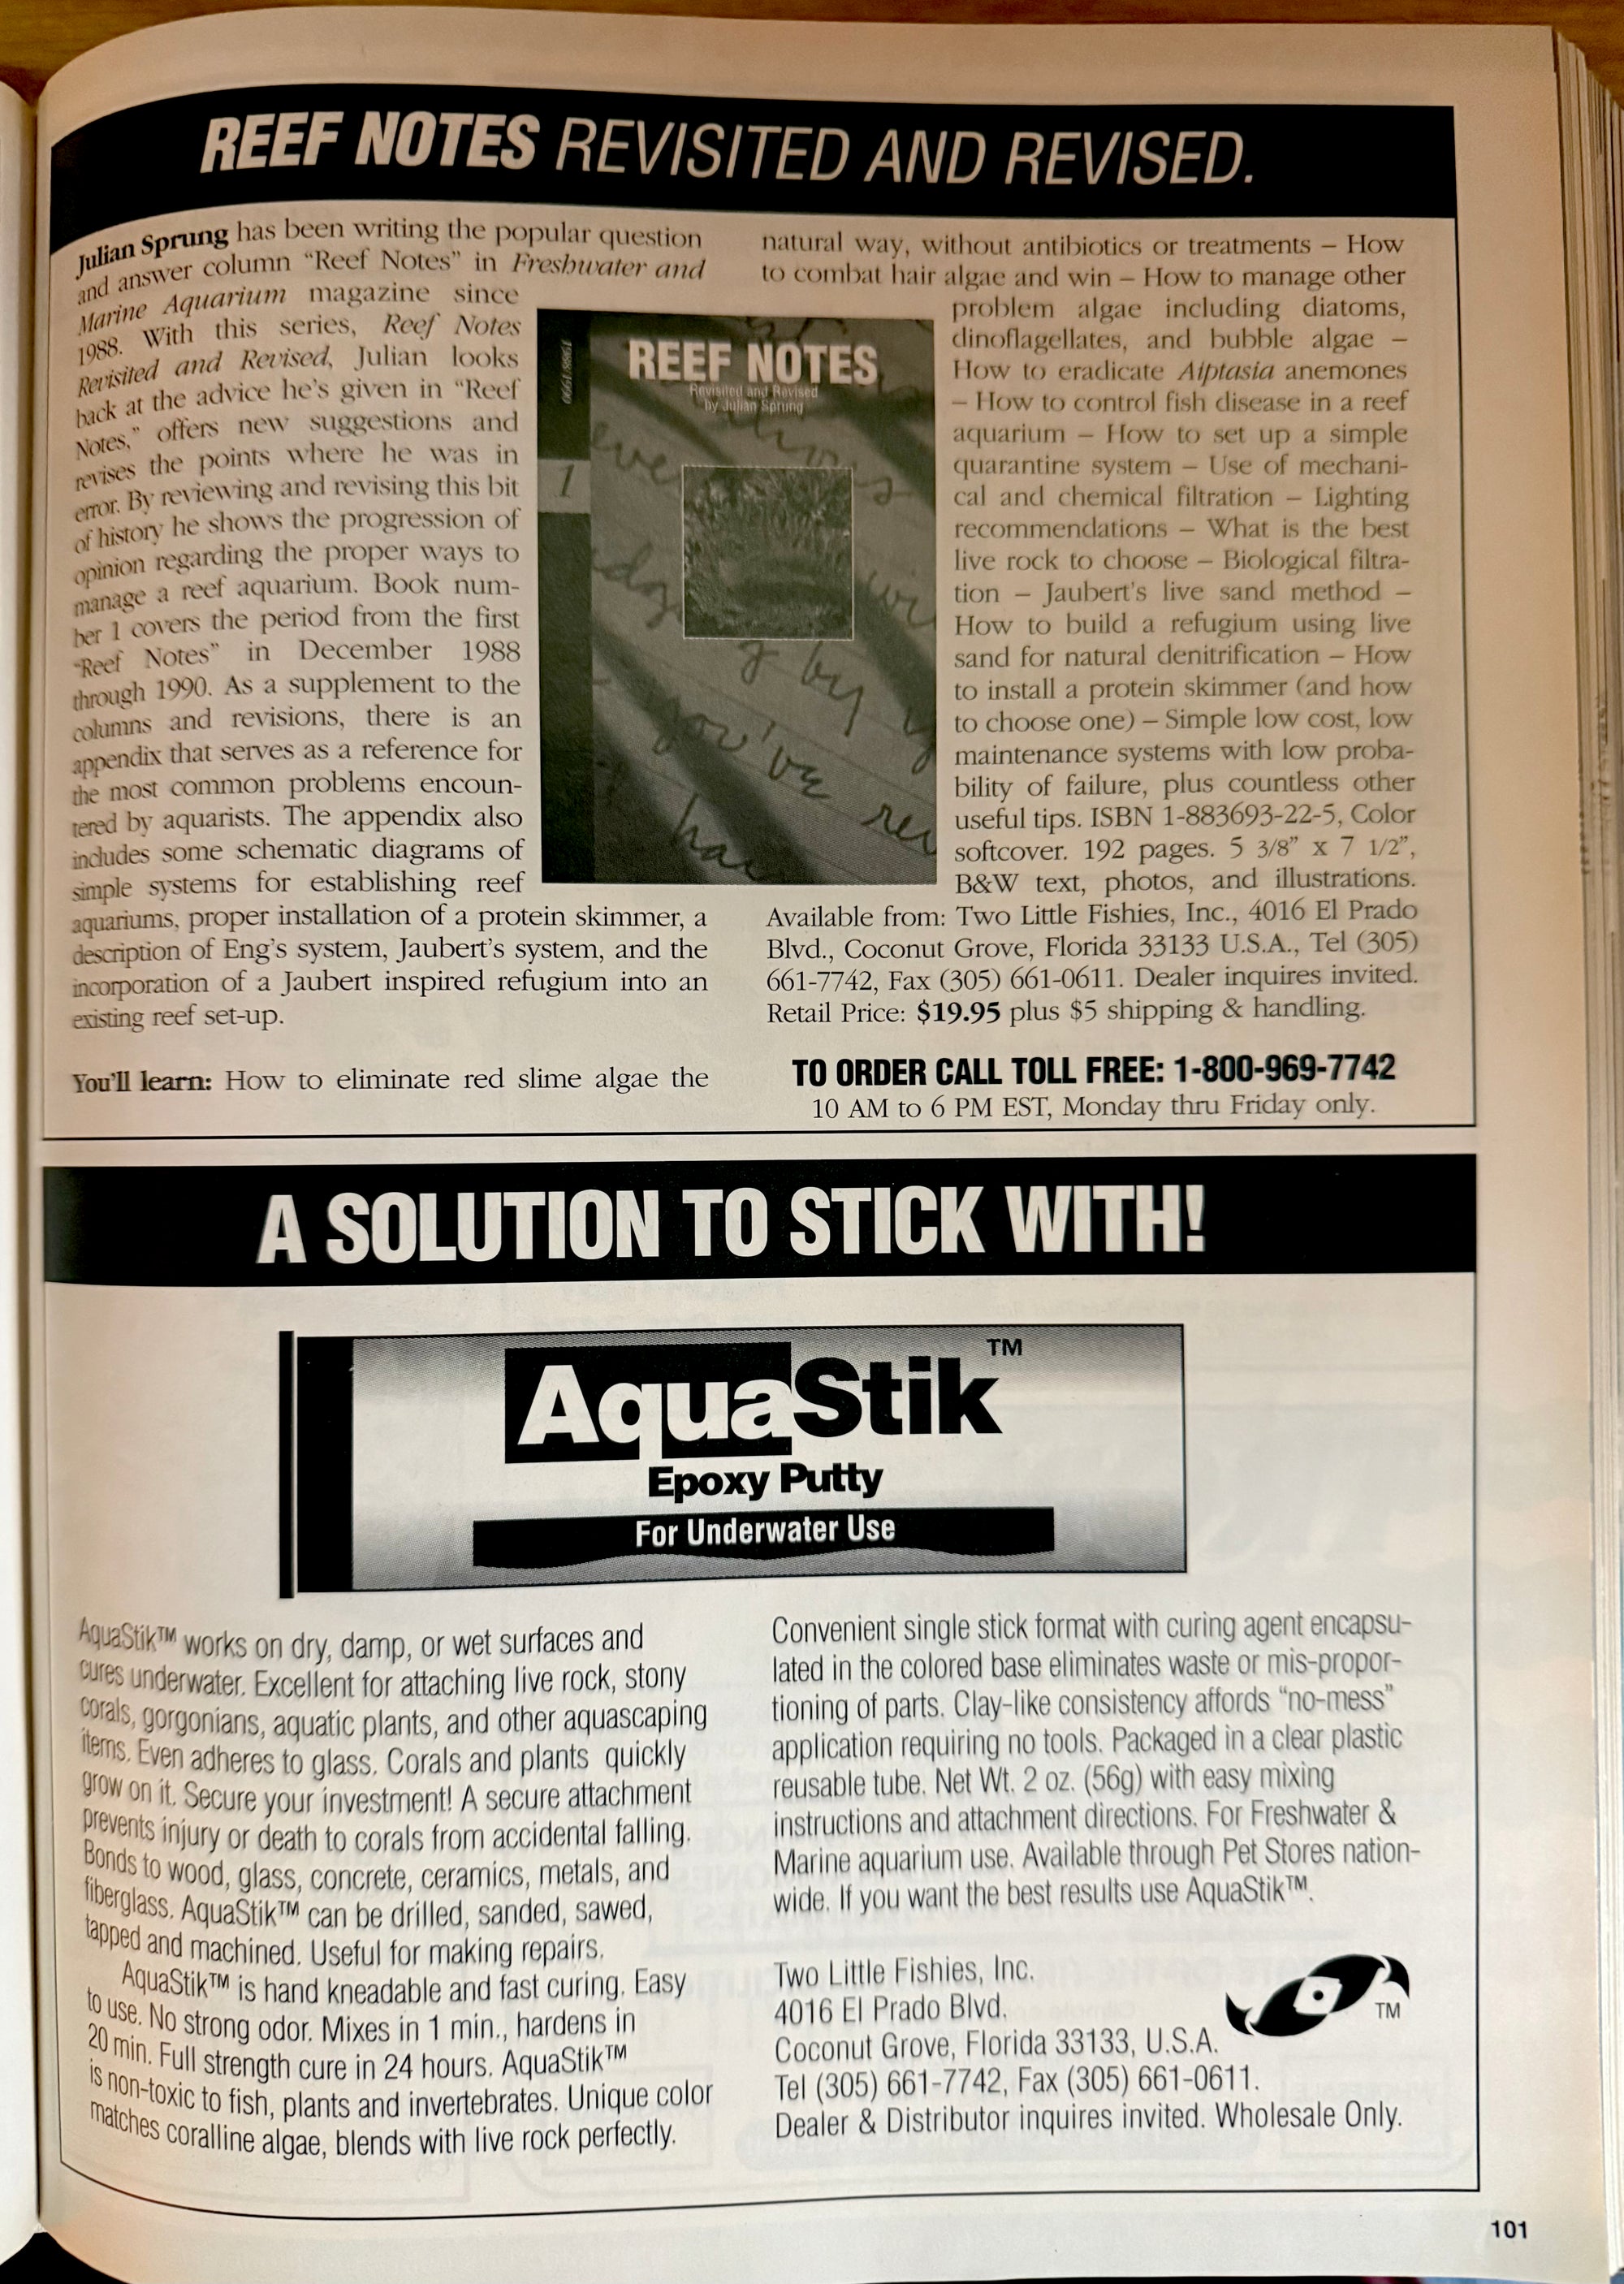 REEF NOTES REVISITED AND REVISED.
Julian Sprung has been writing the popular question
and answer column “Reef Notes” in Freshwater and
Marine Aquarium magazine since
1988. With this series, Reef Notes
Revisited and Revised, Julian looks
back at the advice he’s given in “Reef
Notes,” offers new suggestions and
revises the points where he was in
error. By reviewing and revising this bit
of history he shows the progression of
opinion regarding the proper ways to
manage a reef aquarium. Book num-
ber 1 covers the period from the first
“Reef Notes” in December 1988
through 1990. As a supplement to the
columns and revisions, there is an
appendix that serves as a reference for
the most common problems encoun-
tered by aquarists. The appendix also
includes some schematic diagrams of
simple systems for establishing reef
aquariums, proper installation of a protein skimmer, a
description of Eng’s system, Jaubert’s system, and the
incorporation of a Jaubert inspired refugium into an
existing reef set-up.
You’ll learn: How to eliminate red slime algae the
1988/1990
1
REEF NOTES
Revisited and Revised
by Julian Sprung
you've
natural way, without antibiotics or treatments – How
to combat hair algae and win – How to manage other
problem algae including diatoms,
dinoflagellates, and bubble algae –
How to eradicate Aiptasia anemones
– How to control fish disease in a reef
aquarium – How to set up a simple
quarantine system – Use of mechani-
cal and chemical filtration – Lighting
recommendations – What is the best
live rock to choose – Biological filtra-
tion – Jaubert’s live sand method –
How to build a refugium using live
sand for natural denitrification – How
to install a protein skimmer (and how
to choose one) – Simple low cost, low
maintenance systems with low proba-
bility of failure, plus countless other
useful tips. ISBN 1-883693-22-5, Color
softcover. 192 pages. 5 3/8” x 7 1/2”,
B&W text, photos, and illustrations.
Available from: Two Little Fishies, Inc., 4016 El Prado
Blvd., Coconut Grove, Florida 33133 U.S.A., Tel (305)
661-7742, Fax (305) 661-0611. Dealer inquires invited.
Retail Price: $19.95 plus $5 shipping & handling.
TO ORDER CALL TOLL FREE: 1-800-969-7742
10 AM to 6 PM EST, Monday thru Friday only.
A SOLUTION TO STICK WITH!
AquaStik™
Epoxy Putty
For Underwater Use
AquaStik™ works on dry, damp, or wet surfaces and
cures underwater. Excellent for attaching live rock, stony
corals, gorgonians, aquatic plants, and other aquascaping
items. Even adheres to glass. Corals and plants quickly
grow on it. Secure your investment! A secure attachment
prevents injury or death to corals from accidental falling.
Bonds to wood, glass, concrete, ceramics, metals, and
fiberglass. AquaStik™ can be drilled, sanded, sawed,
tapped and machined. Useful for making repairs.
AquaStik™ is hand kneadable and fast curing. Easy
to use. No strong odor. Mixes in 1 min., hardens in
20 min. Full strength cure in 24 hours. AquaStik™
is non-toxic to fish, plants and invertebrates. Unique color
matches coralline algae, blends with live rock perfectly.
Convenient single stick format with curing agent encapsu-
lated in the colored base eliminates waste or mis-propor-
tioning of parts. Clay-like consistency affords “no-mess”
application requiring no tools. Packaged in a clear plastic
reusable tube. Net Wt. 2 oz. (56g) with easy mixing
instructions and attachment directions. For Freshwater &
Marine aquarium use. Available through Pet Stores nation-
wide. If you want the best results use AquaStik™.
Two Little Fishies, Inc.
4016 El Prado Blvd.
Coconut Grove, Florida 33133, U.S.A.
Tel (305) 661-7742, Fax (305) 661-0611.
Dealer & Distributor inquires invited. Wholesale Only.
TM
101